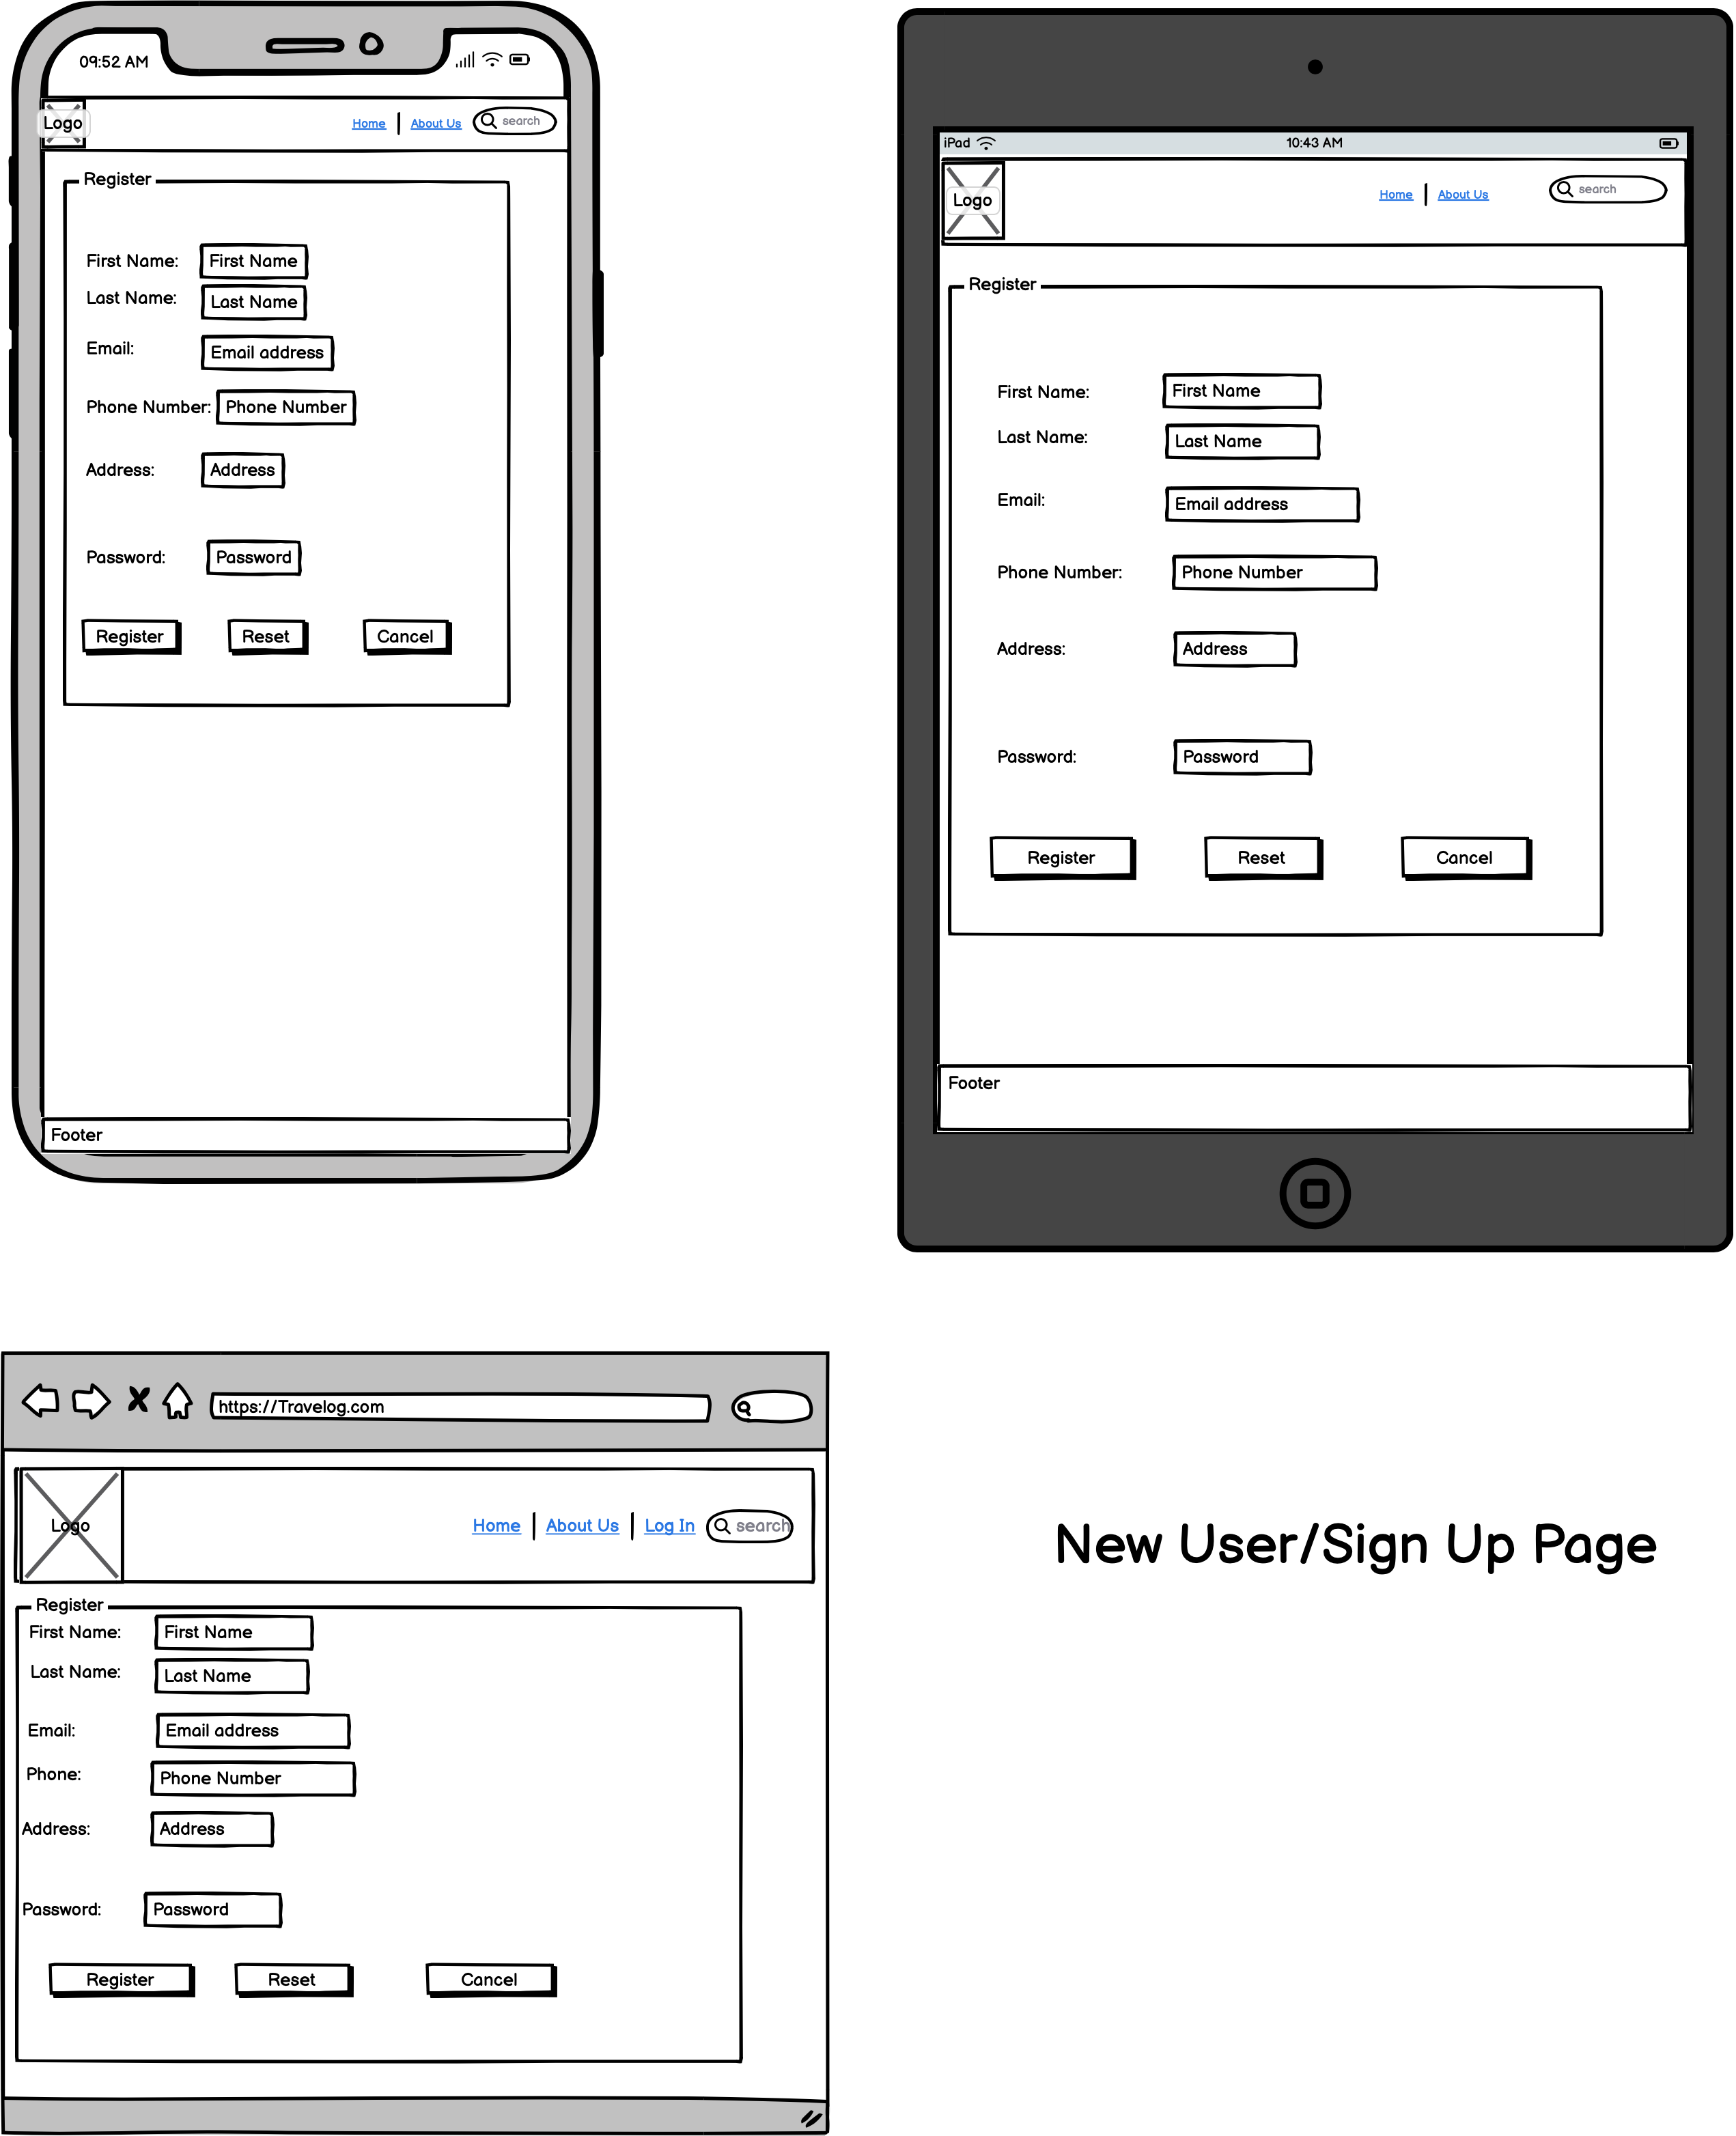 09:52 AM
Logo
Home
About Us
search
Register
First Name: First Name
Last Name: Last Name
Email: Email address
Phone Number: Phone Number
Address: Address
Password: Password
Register Reset Cancel
Footer
iPad 10:43 AM
Logo
Home
About Us
search
Register
First Name: First Name
Last Name: Last Name
Email: Email address
Phone Number: Phone Number
Address: Address
Password: Password
Register Reset Cancel
Footer
https://Travelog.com
Logo
Home
About Us
Log In
search
Register
First Name: First Name
Last Name: Last Name
Email: Email address
Phone: Phone Number
Address: Address
Password: Password
Register Reset Cancel
New User/Sign Up Page